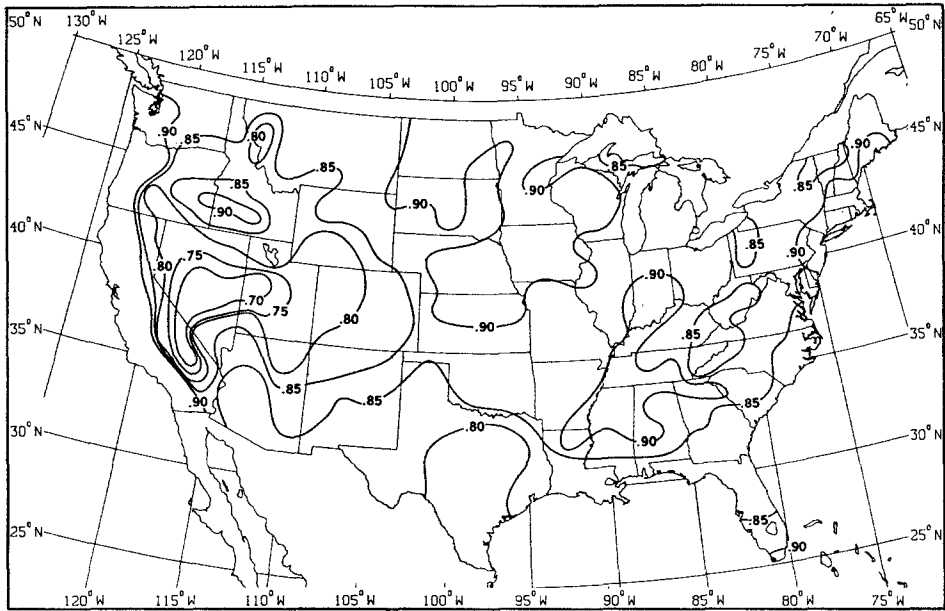 50° N 130° W 65° W 50° N
125° W 70° W
120° W 75° W
115° W 110° W 105° W 100° W 95° W 90° W 85° W 80° W
45° N .90 .85 .80 .90 45° N
.85 .85 .90 .85 .85
.90 .90
40° N .85 40° N
.80 .75 .90 .90
.70 .75
35° N .80 .90 .85 35° N
.90 .85 .85 .85
30° N .80 .90 30° N
.85
25° N .90 25° N
120° W 115° W 110° W 105° W 100° W 95° W 90° W 85° W 80° W 75° W